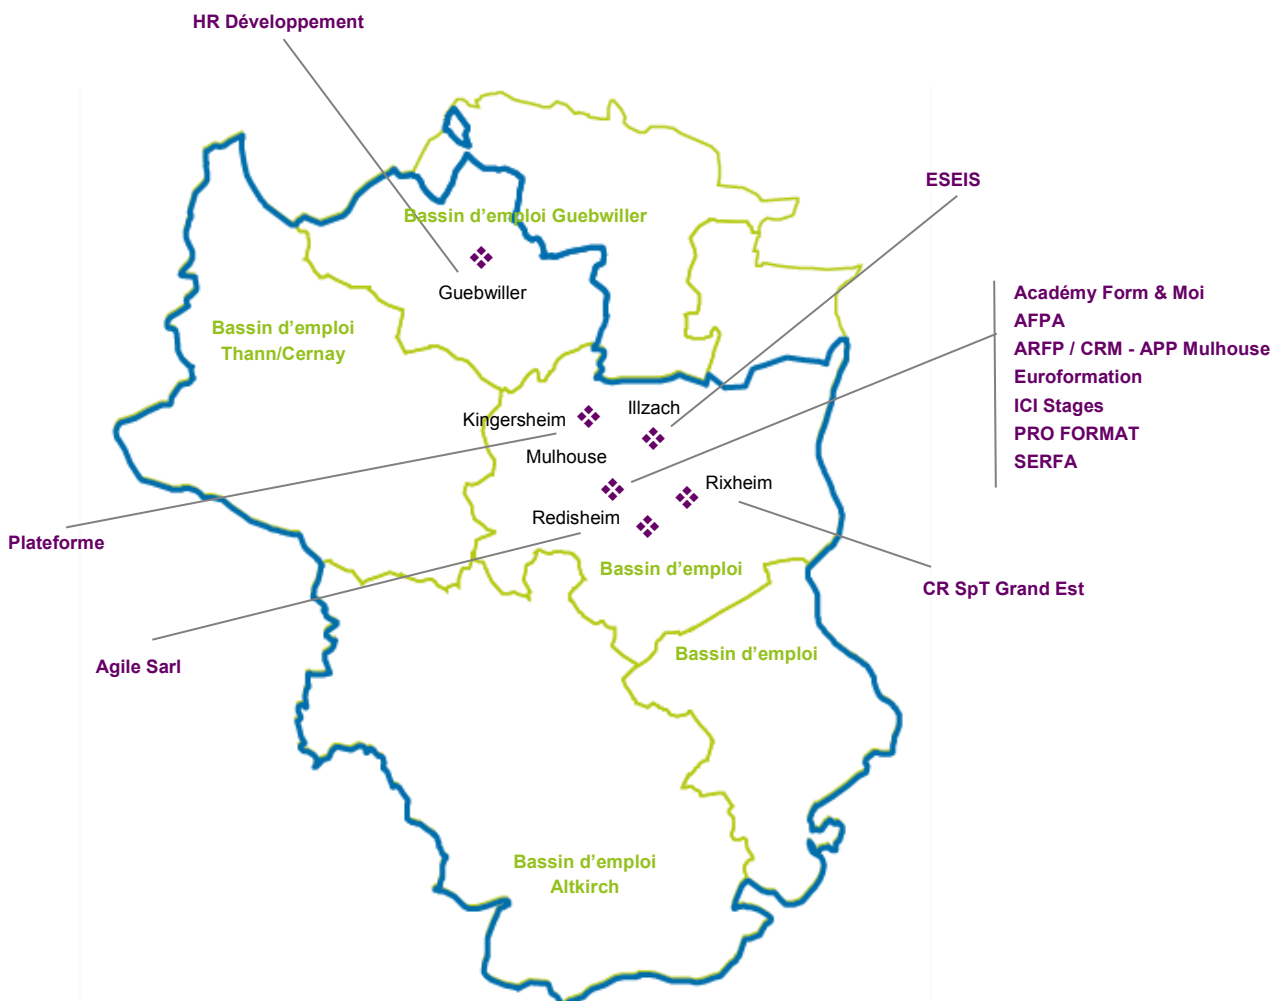 HR Développement
ESEIS
Bassin d'emploi Guebwiller
Guebwiller
Académy Form & Moi
AFPA
ARFP / CRM - APP Mulhouse
Euroformation
ICI Stages
PRO FORMAT
SERFA
Bassin d'emploi
Thann/Cernay
Illzach
Kingersheim
Mulhouse
Rixheim
Redisheim
Plateforme
Bassin d'emploi
CR SpT Grand Est
Bassin d'emploi
Agile Sarl
Bassin d'emploi
Altkirch